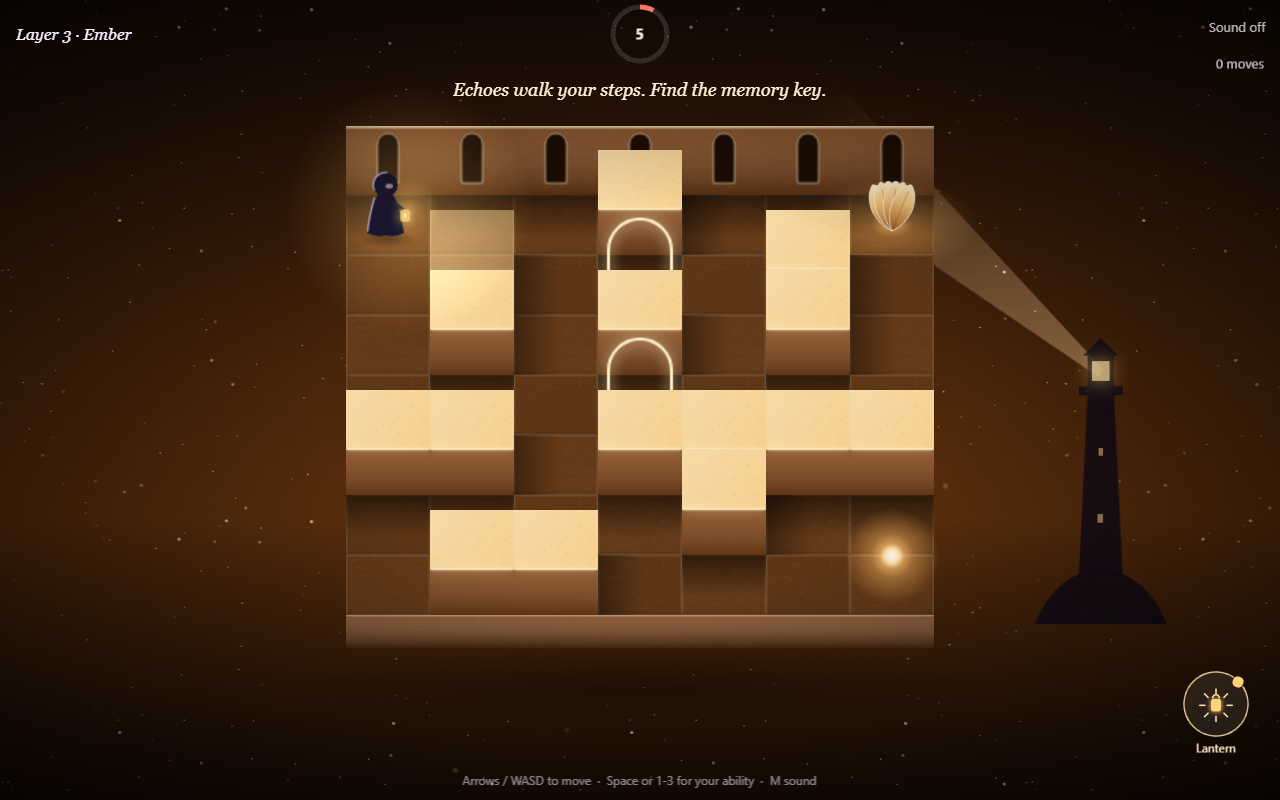 Layer 3 · Ember
5
Sound off
0 moves
Echoes walk your steps. Find the memory key.
Lantern
Arrows / WASD to move · Space or 1-3 for your ability · M sound